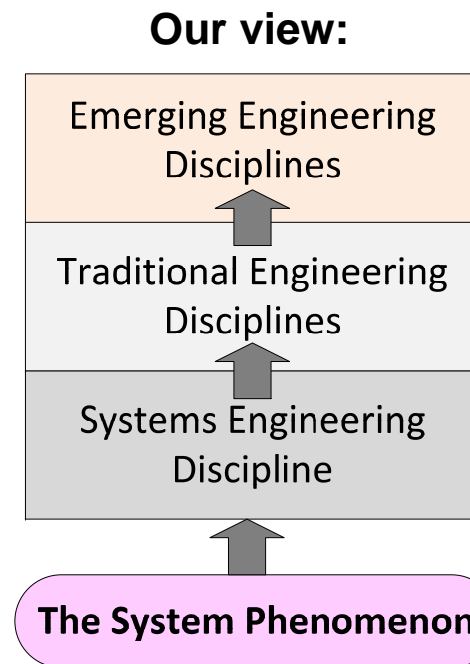 Our view:
Emerging Engineering
Disciplines
Traditional Engineering
Disciplines
Systems Engineering
Discipline
The System Phenomenon